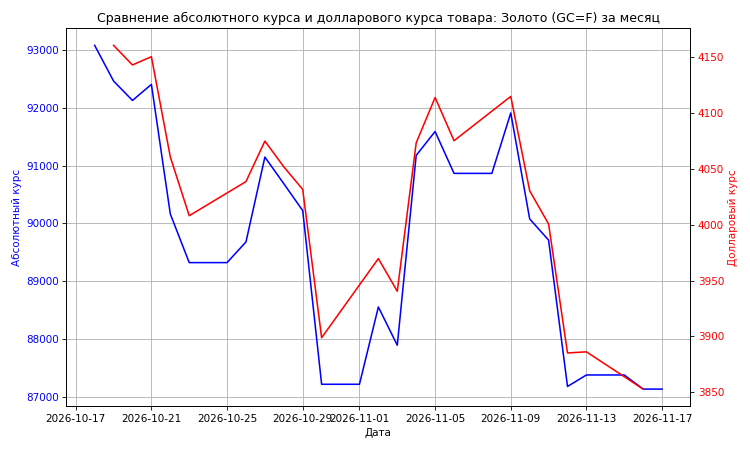 Сравнение абсолютного курса и долларового курса товара: Золото (GC=F) за месяц
93000
92000
91000
90000
89000
88000
87000
Абсолютный курс
4150
4100
4050
4000
3950
3900
3850
Долларовый курс
2026-10-17 2026-10-21 2026-10-25 2026-10-29 2026-11-01 2026-11-05 2026-11-09 2026-11-13 2026-11-17
Дата